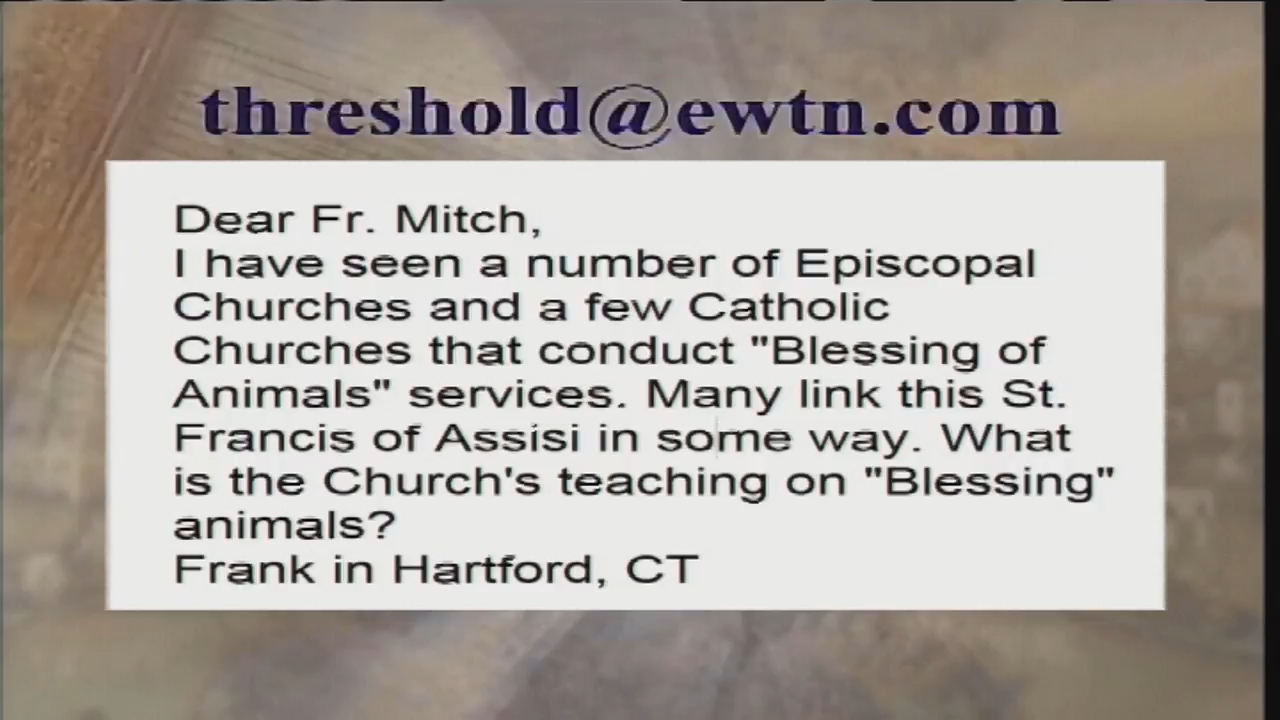 threshold@ewtn.com
Dear Fr. Mitch,
I have seen a number of Episcopal
Churches and a few Catholic
Churches that conduct "Blessing of
Animals" services. Many link this St.
Francis of Assisi in some way. What
is the Church's teaching on "Blessing"
animals?
Frank in Hartford, CT